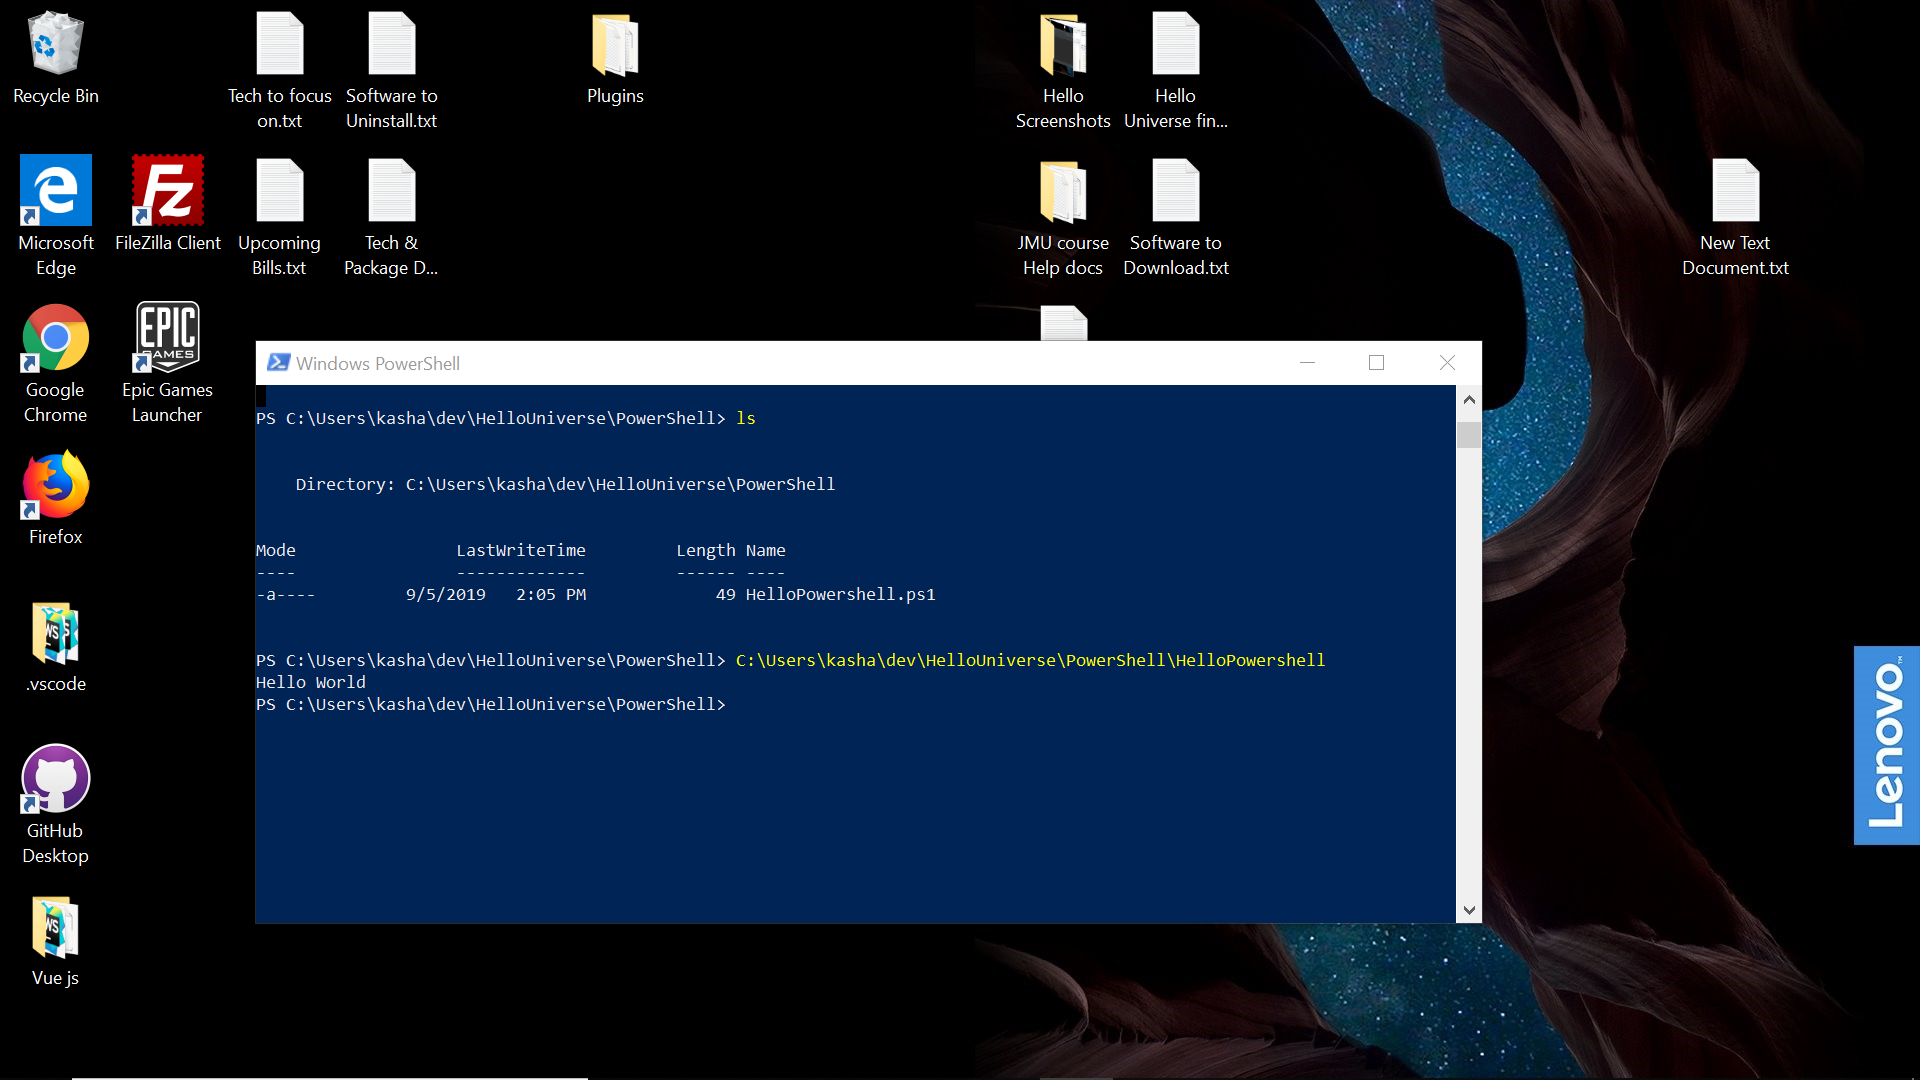 Recycle Bin
Tech to focus
on.txt
Software to
Uninstall.txt
Plugins
Hello
Screenshots
Hello
Universe fin...
Microsoft
Edge
FileZilla Client
Upcoming
Bills.txt
Tech &
Package D...
JMU course
Help docs
Software to
Download.txt
New Text
Document.txt
EPIC
GAMES
Google
Chrome
Epic Games
Launcher
Firefox
.vscode
GitHub
Desktop
Vue js
Windows PowerShell
PS C:\Users\kasha\dev\HelloUniverse\PowerShell> ls
Directory: C:\Users\kasha\dev\HelloUniverse\PowerShell
Mode LastWriteTime Length Name
---- ------------- ------ ----
-a---- 9/5/2019 2:05 PM 49 HelloPowershell.ps1
PS C:\Users\kasha\dev\HelloUniverse\PowerShell> C:\Users\kasha\dev\HelloUniverse\PowerShell\HelloPowershell
Hello World
PS C:\Users\kasha\dev\HelloUniverse\PowerShell>
Lenovo™